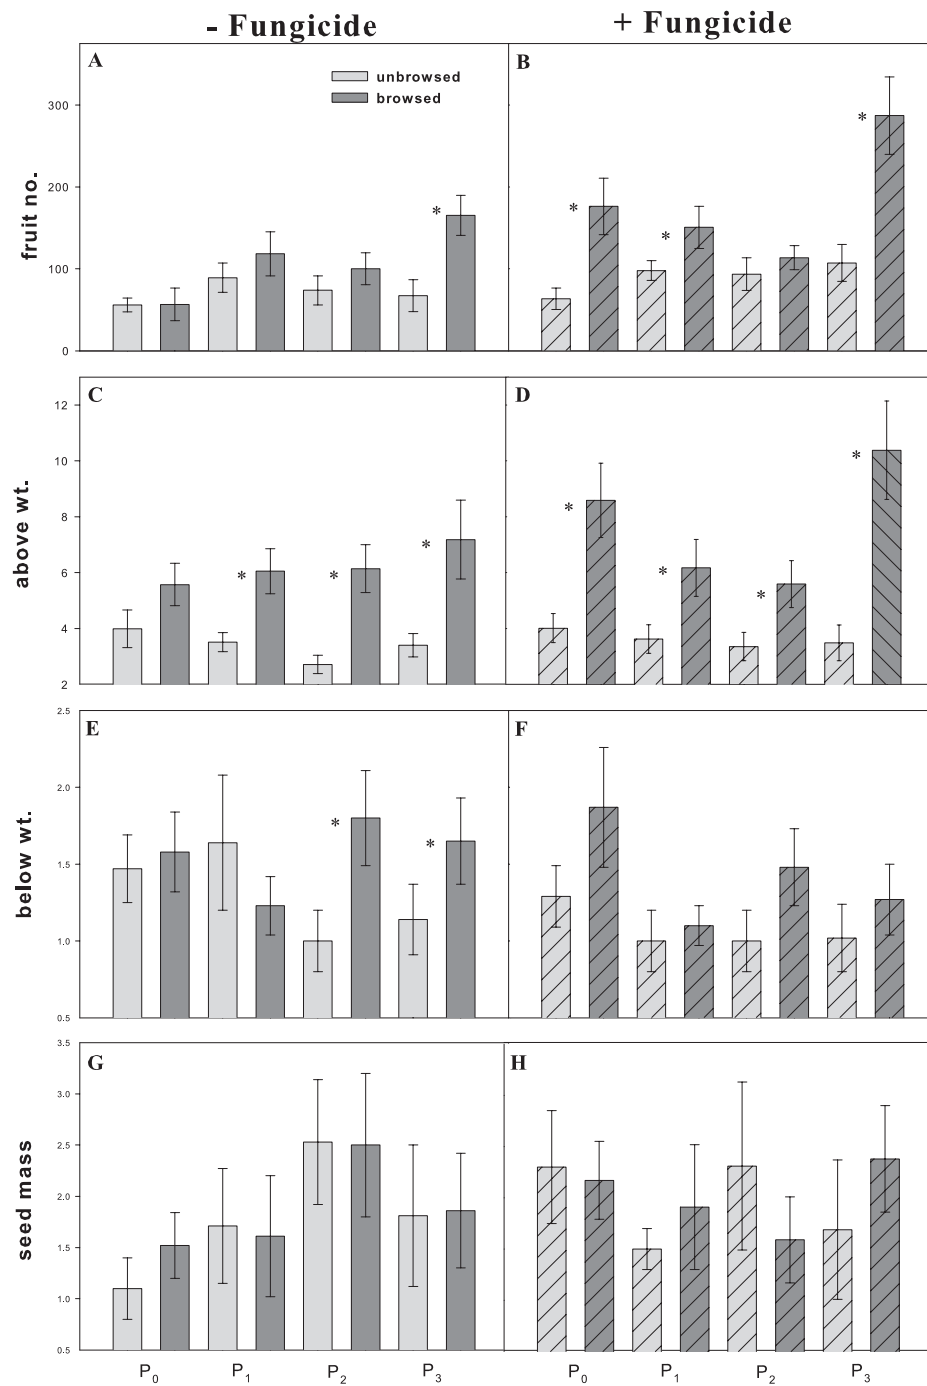 - Fungicide + Fungicide
A B
unbrowsed
browsed
300
200
100
0
fruit no.
*
* * *
C D
12
10
8
6
4
2
above wt.
* * *
* * * *
E F
2.5
2.0
1.5
1.0
0.5
below wt.
* *
G H
3.5
3.0
2.5
2.0
1.5
1.0
0.5
seed mass
P0 P1 P2 P3 P0 P1 P2 P3